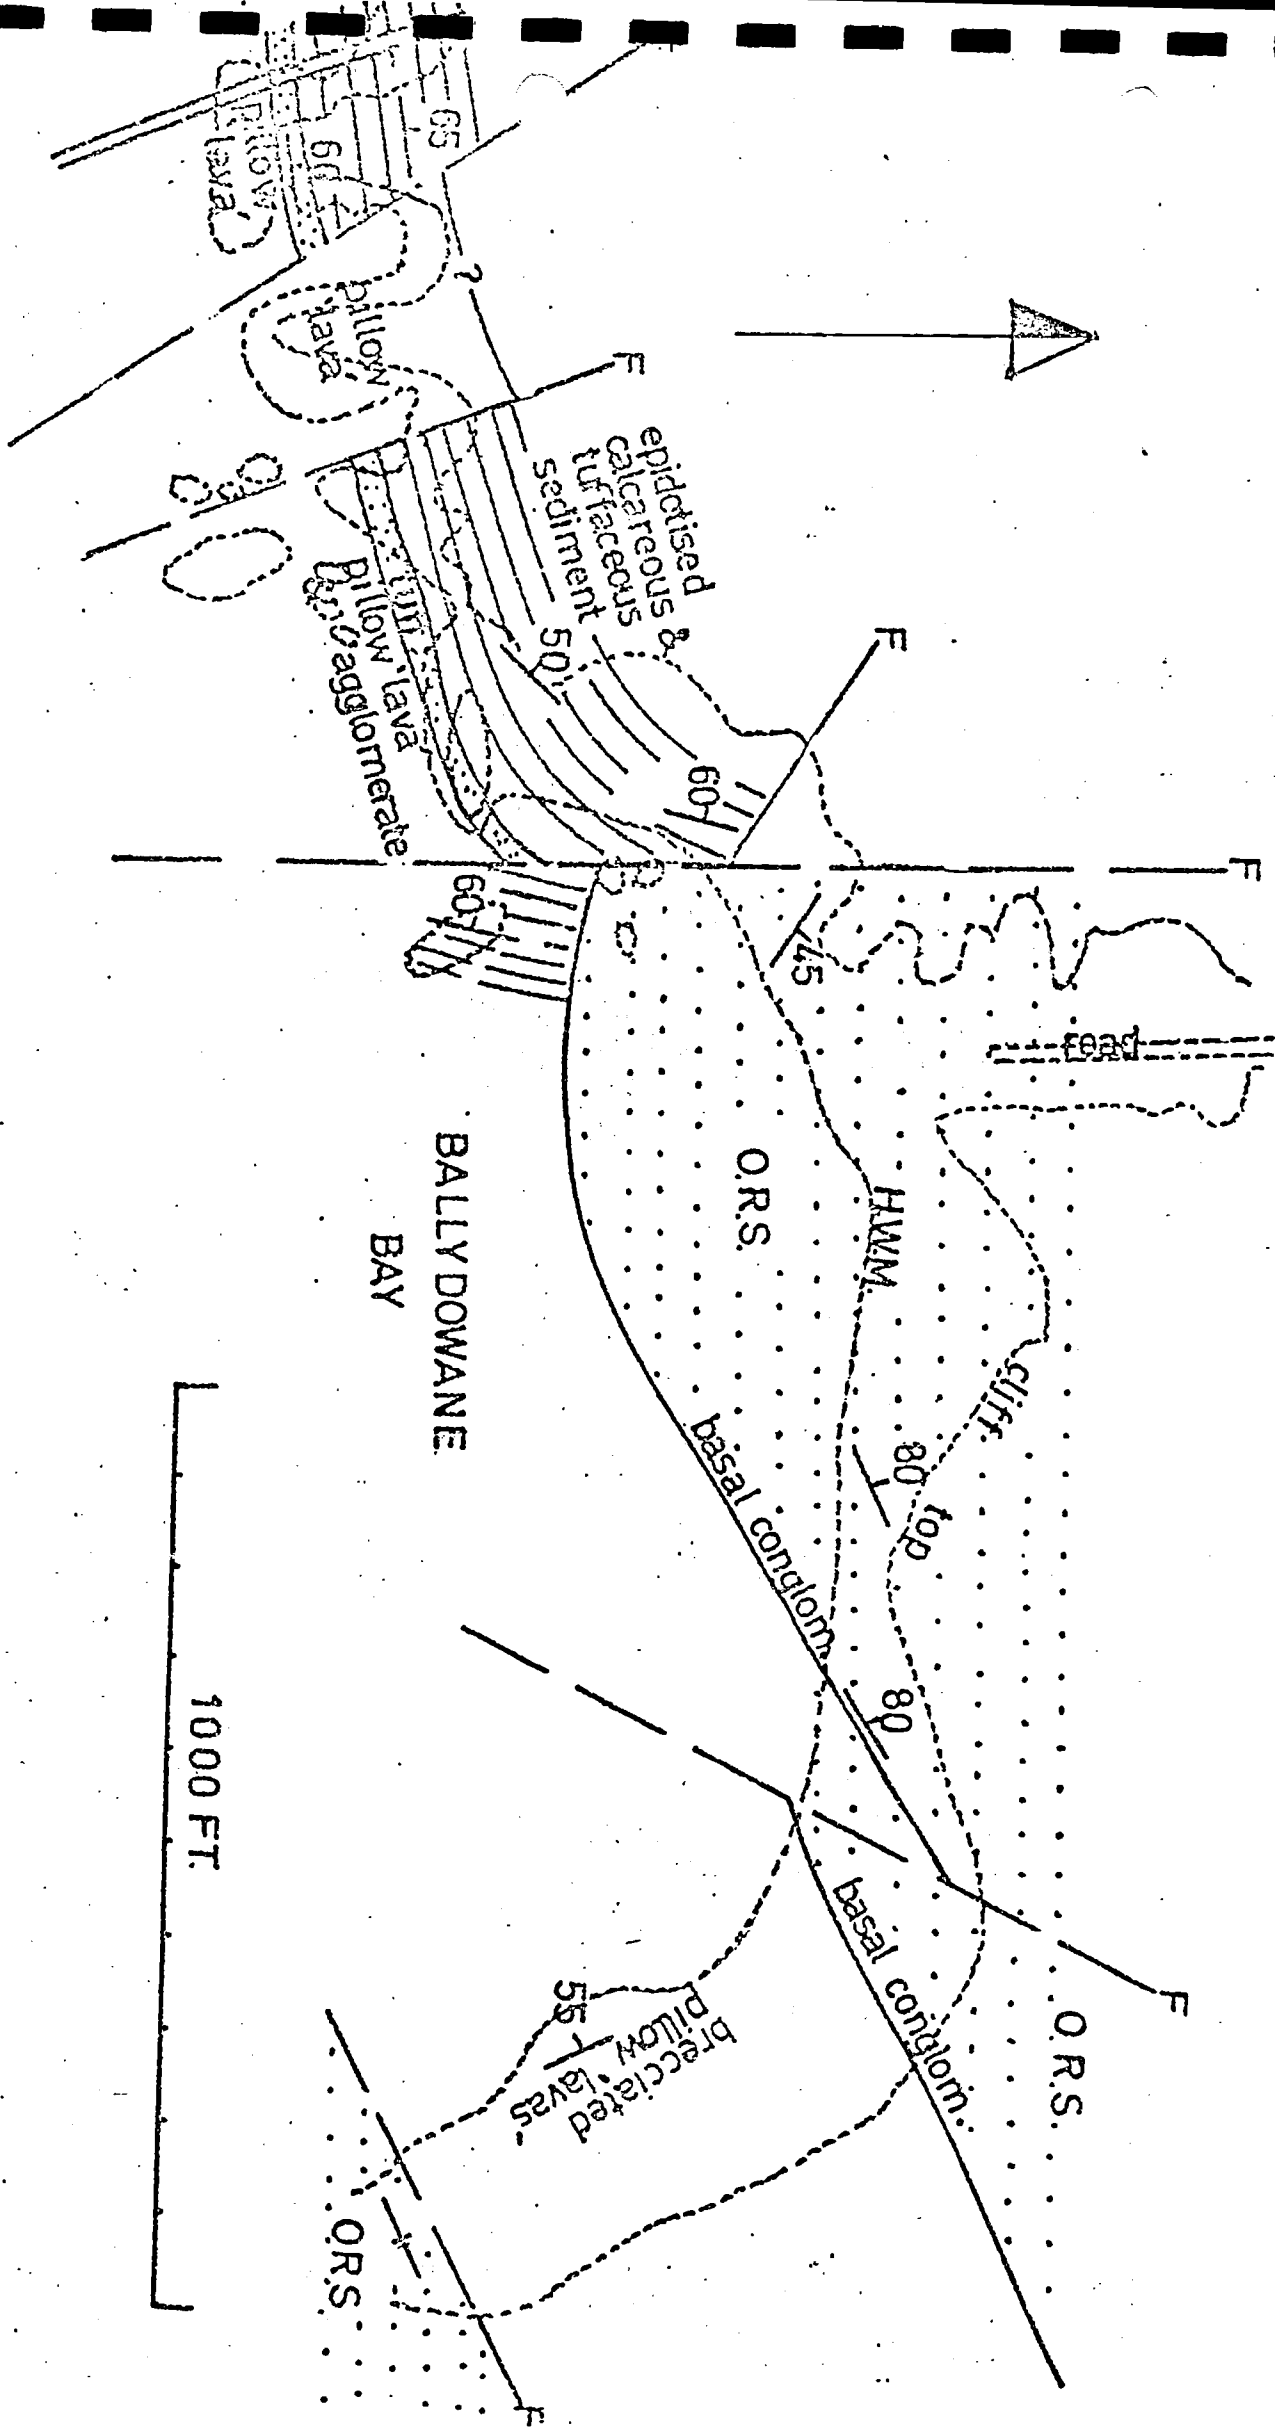 65
60
pillow
lava
?
pillow
lava
F
epidotised
calcareous &
tuffaceous
sediment
50
tuff
pillow lava
and agglomerate
F
60
F
60
45
road
O.R.S.
H.W.M.
BALLYDOWANE
BAY
cliff
top
80
basal conglom.
80
1000 FT.
F
basal conglom.
O.R.S.
55
brecciated
pillow lavas
O.R.S.
F